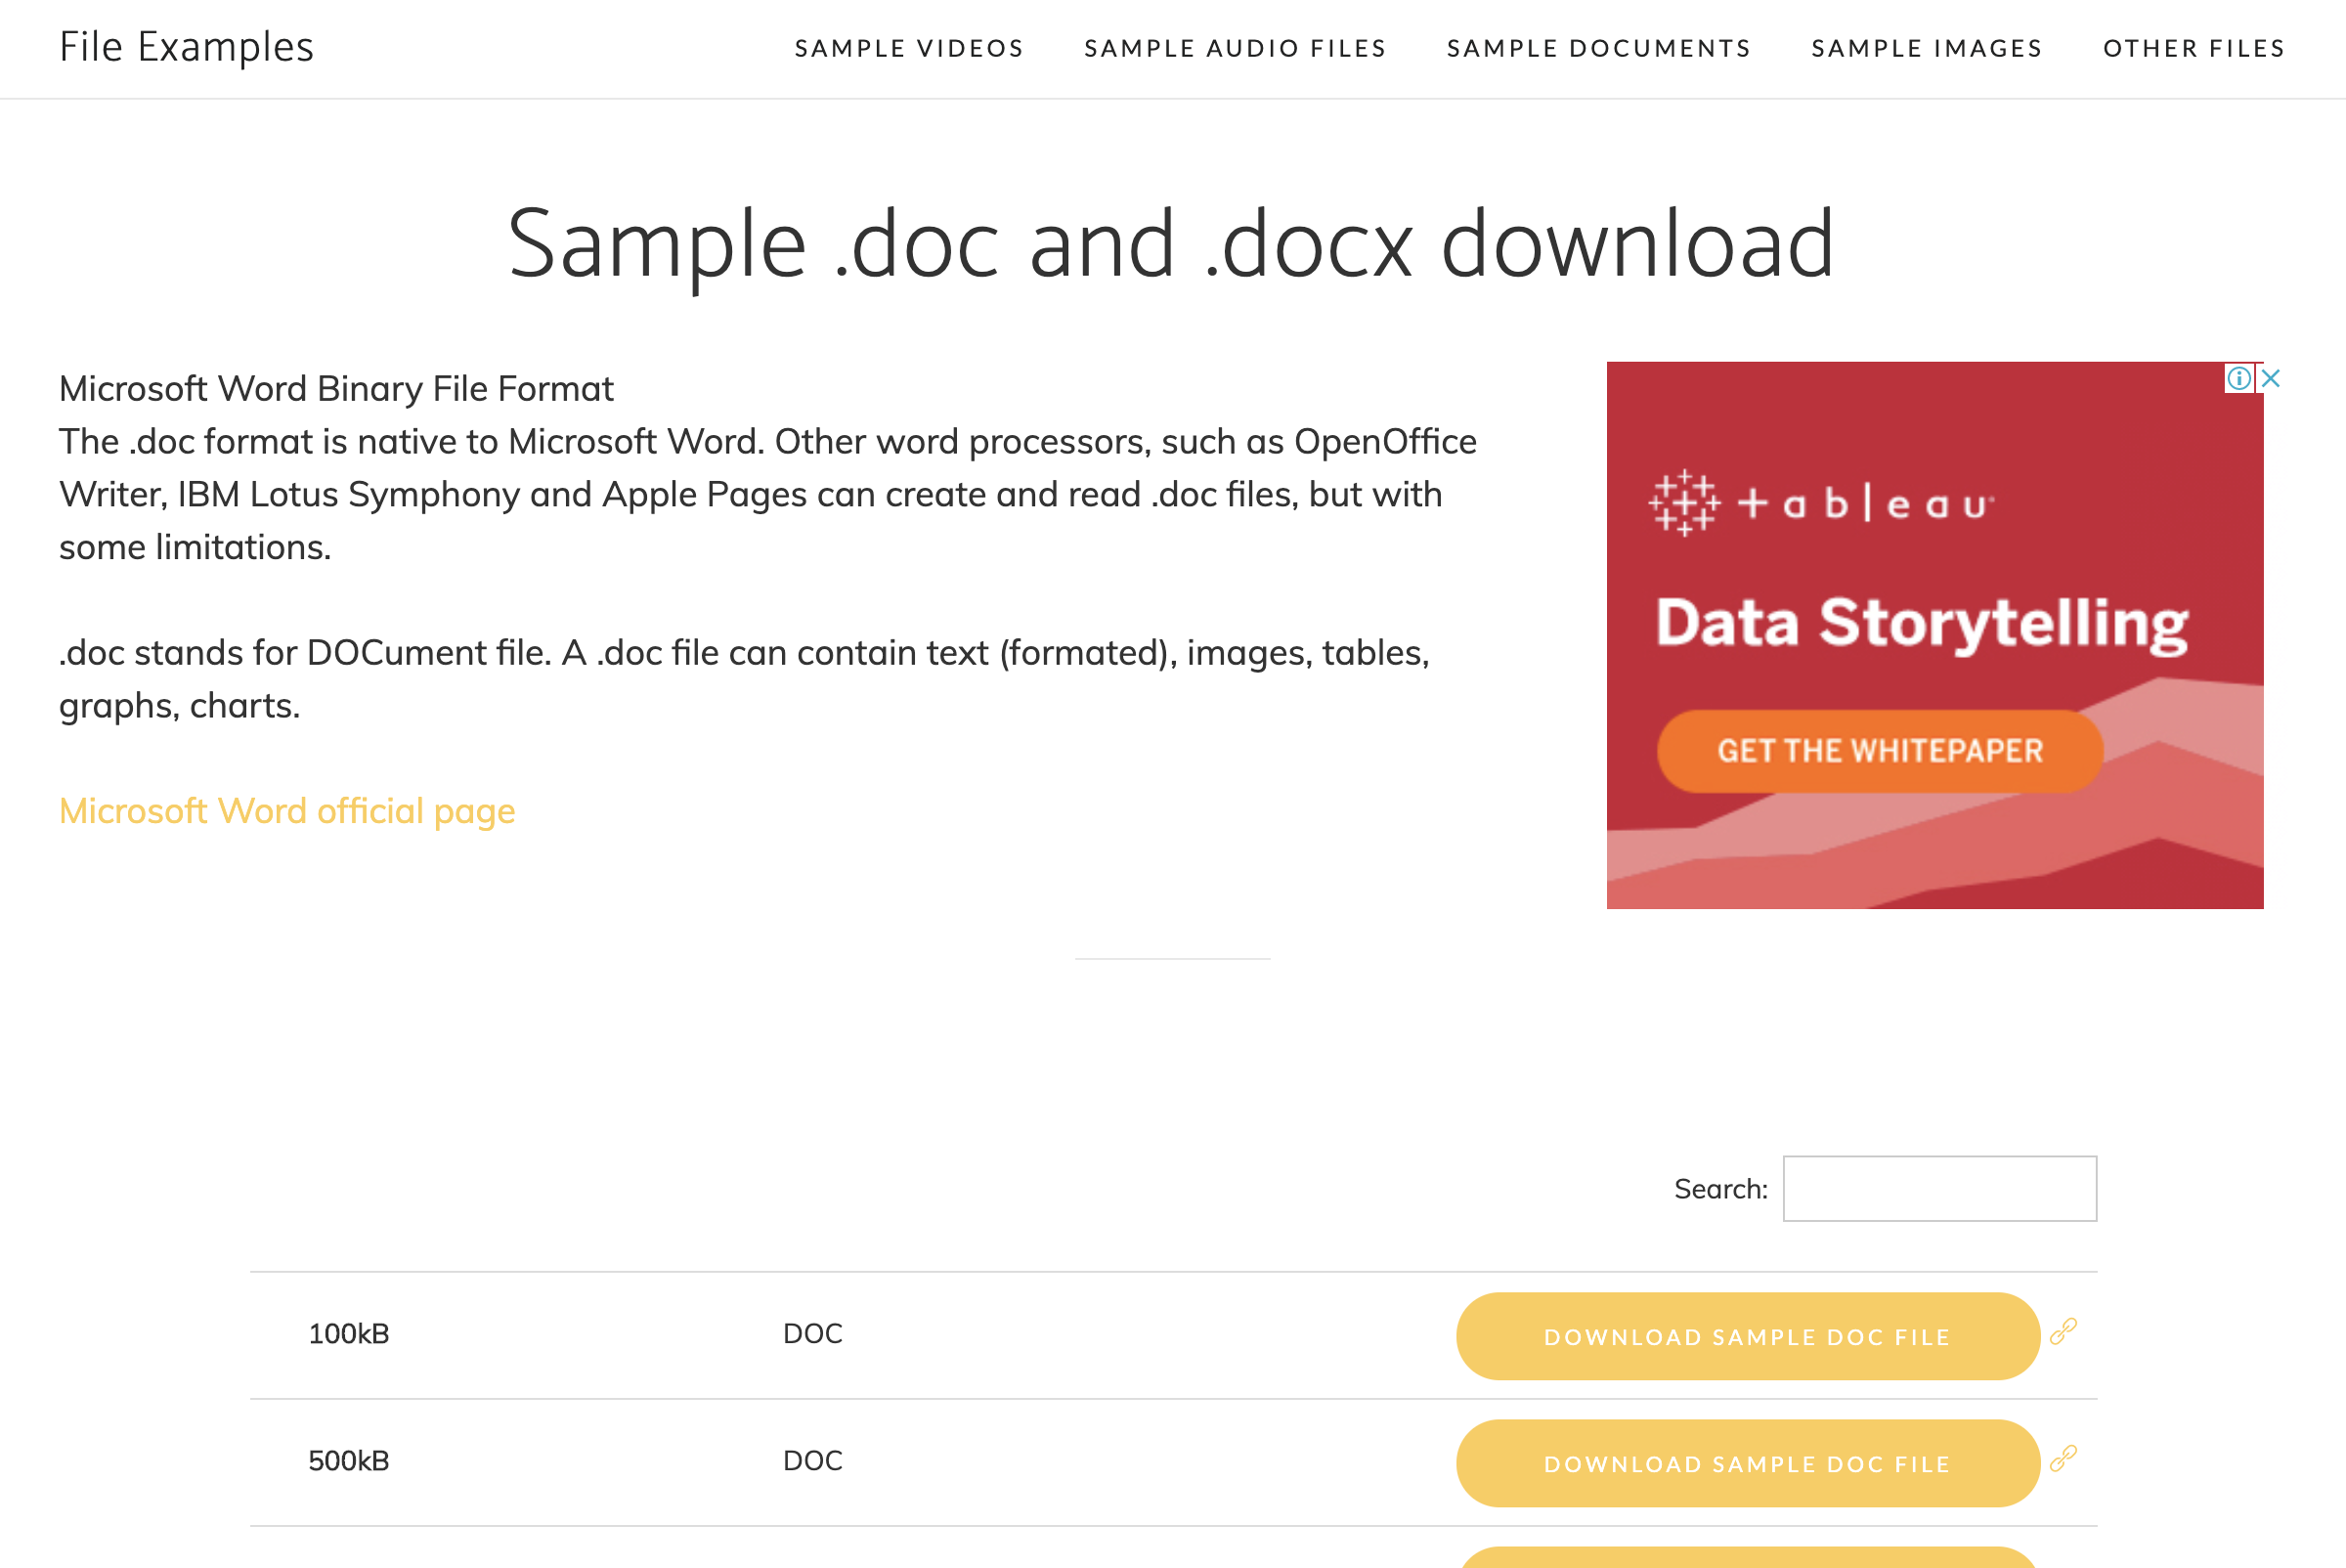 File Examples
SAMPLE VIDEOS SAMPLE AUDIO FILES SAMPLE DOCUMENTS SAMPLE IMAGES OTHER FILES
Sample .doc and .docx download
Microsoft Word Binary File Format
The .doc format is native to Microsoft Word. Other word processors, such as OpenOffice
Writer, IBM Lotus Symphony and Apple Pages can create and read .doc files, but with
some limitations.
.doc stands for DOCument file. A .doc file can contain text (formated), images, tables,
graphs, charts.
Microsoft Word official page
+ableau
Data Storytelling
GET THE WHITEPAPER
Search:
100kB DOC DOWNLOAD SAMPLE DOC FILE
500kB DOC DOWNLOAD SAMPLE DOC FILE